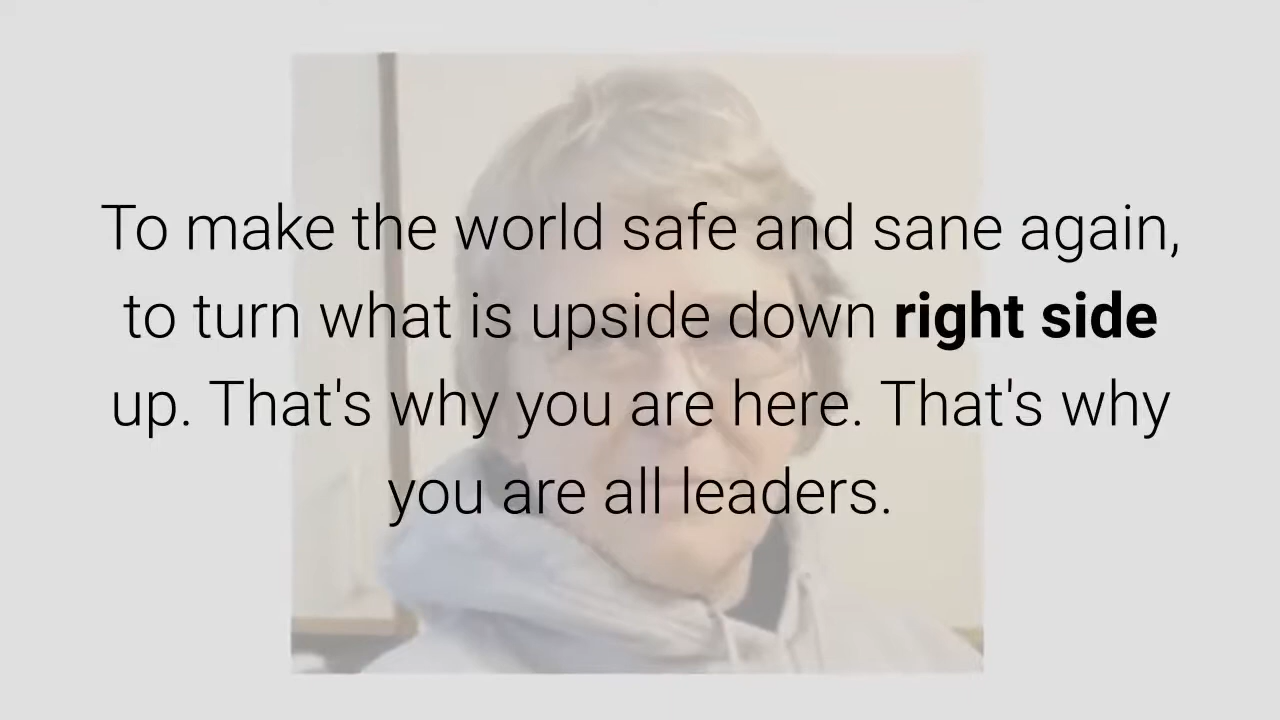 To make the world safe and sane again,
to turn what is upside down right side
up. That's why you are here. That's why
you are all leaders.